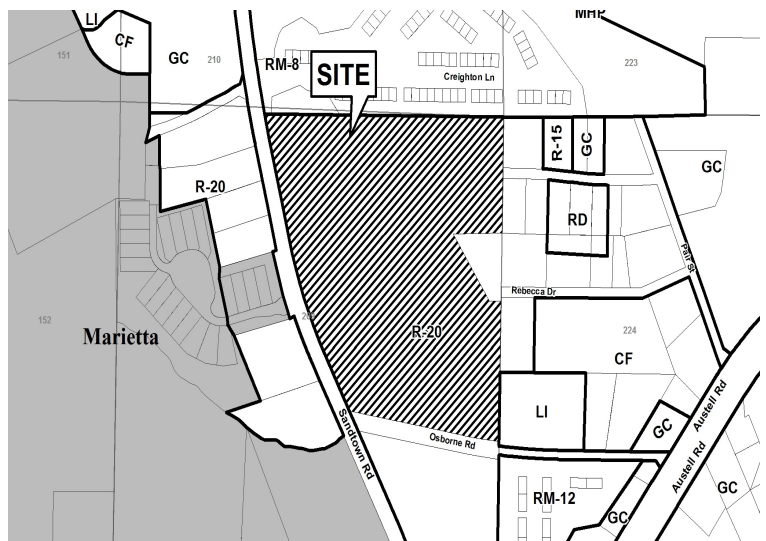 LI
MHP
CF
151
GC
210
RM-8
SITE
Creighton Ln
223
R-15
GC
GC
R-20
RD
Pair St
Rebecca Dr
152
Marietta
R-20
224
CF
Sandtown Rd
LI
Osborne Rd
GC
Austell Rd
Austell Rd
RM-12
GC
GC